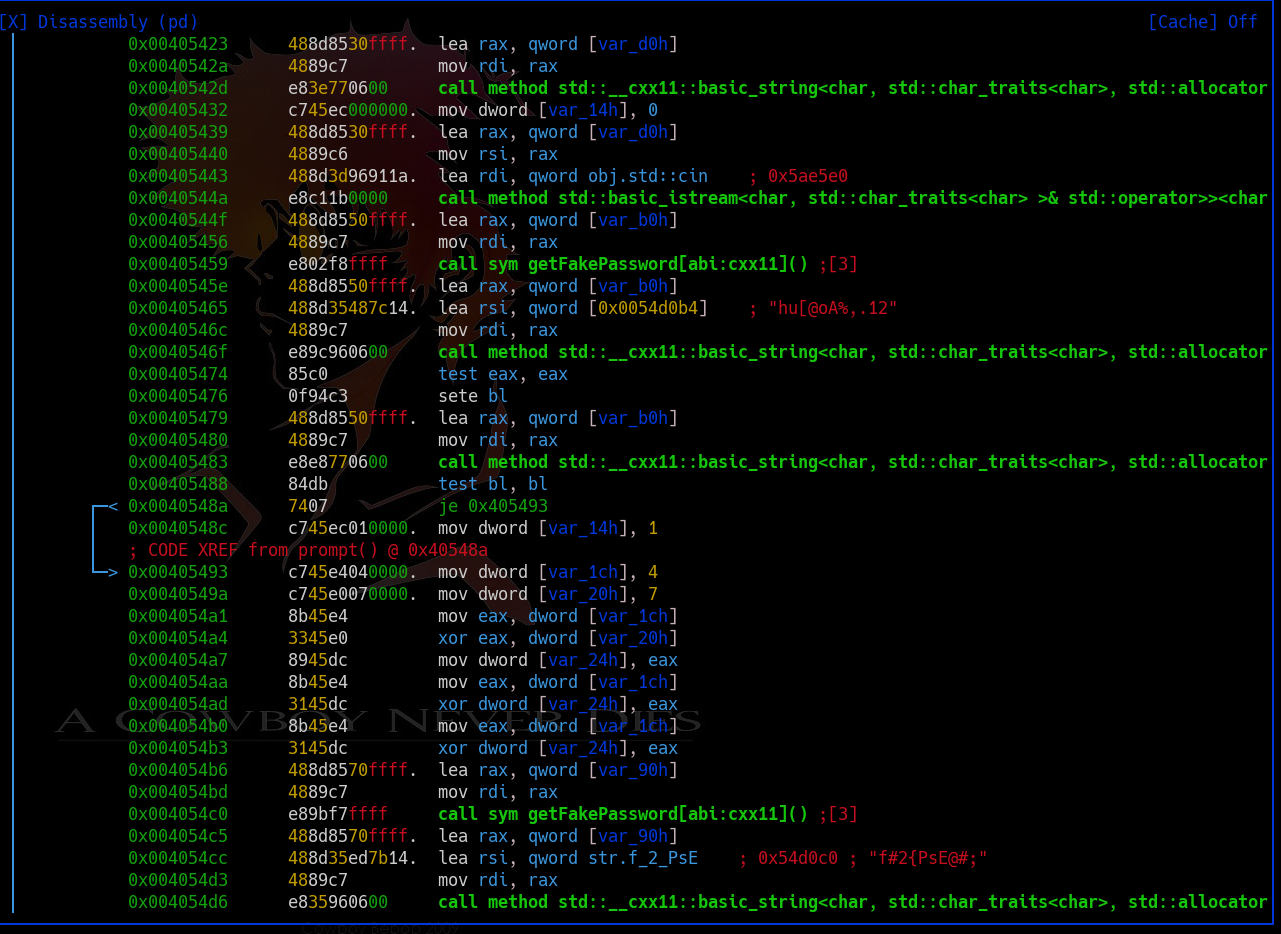 [X] Disassembly (pd) [Cache] Off
0x00405423 488d8530ffff. lea rax, qword [var_d0h]
0x0040542a 4889c7 mov rdi, rax
0x0040542d e83e770600 call method std::__cxx11::basic_string<char, std::char_traits<char>, std::allocator
0x00405432 c745ec000000. mov dword [var_14h], 0
0x00405439 488d8530ffff. lea rax, qword [var_d0h]
0x00405440 4889c6 mov rsi, rax
0x00405443 488d3d96911a. lea rdi, qword obj.std::cin ; 0x5ae5e0
0x0040544a e8c11b0000 call method std::basic_istream<char, std::char_traits<char> >& std::operator>><char
0x0040544f 488d8550ffff. lea rax, qword [var_b0h]
0x00405456 4889c7 mov rdi, rax
0x00405459 e802f8ffff call sym getFakePassword[abi:cxx11]() ;[3]
0x0040545e 488d8550ffff. lea rax, qword [var_b0h]
0x00405465 488d35487c14. lea rsi, qword [0x0054d0b4] ; "hu[@oA%,.12"
0x0040546c 4889c7 mov rdi, rax
0x0040546f e89c960600 call method std::__cxx11::basic_string<char, std::char_traits<char>, std::allocator
0x00405474 85c0 test eax, eax
0x00405476 0f94c3 sete bl
0x00405479 488d8550ffff. lea rax, qword [var_b0h]
0x00405480 4889c7 mov rdi, rax
0x00405483 e8e8770600 call method std::__cxx11::basic_string<char, std::char_traits<char>, std::allocator
0x00405488 84db test bl, bl
< 0x0040548a 7407 je 0x405493
0x0040548c c745ec010000. mov dword [var_14h], 1
; CODE XREF from prompt() @ 0x40548a
> 0x00405493 c745e4040000. mov dword [var_1ch], 4
0x0040549a c745e0070000. mov dword [var_20h], 7
0x004054a1 8b45e4 mov eax, dword [var_1ch]
0x004054a4 3345e0 xor eax, dword [var_20h]
0x004054a7 8945dc mov dword [var_24h], eax
0x004054aa 8b45e4 mov eax, dword [var_1ch]
0x004054ad 3145dc xor dword [var_24h], eax
0x004054b0 8b45e4 mov eax, dword [var_1ch]
A COWBOY NEVER DIES
0x004054b3 3145dc xor dword [var_24h], eax
0x004054b6 488d8570ffff. lea rax, qword [var_90h]
0x004054bd 4889c7 mov rdi, rax
0x004054c0 e89bf7ffff call sym getFakePassword[abi:cxx11]() ;[3]
0x004054c5 488d8570ffff. lea rax, qword [var_90h]
0x004054cc 488d35ed7b14. lea rsi, qword str.f_2_PsE ; 0x54d0c0 ; "f#2{PsE@#;"
0x004054d3 4889c7 mov rdi, rax
0x004054d6 e835960600 call method std::__cxx11::basic_string<char, std::char_traits<char>, std::allocator